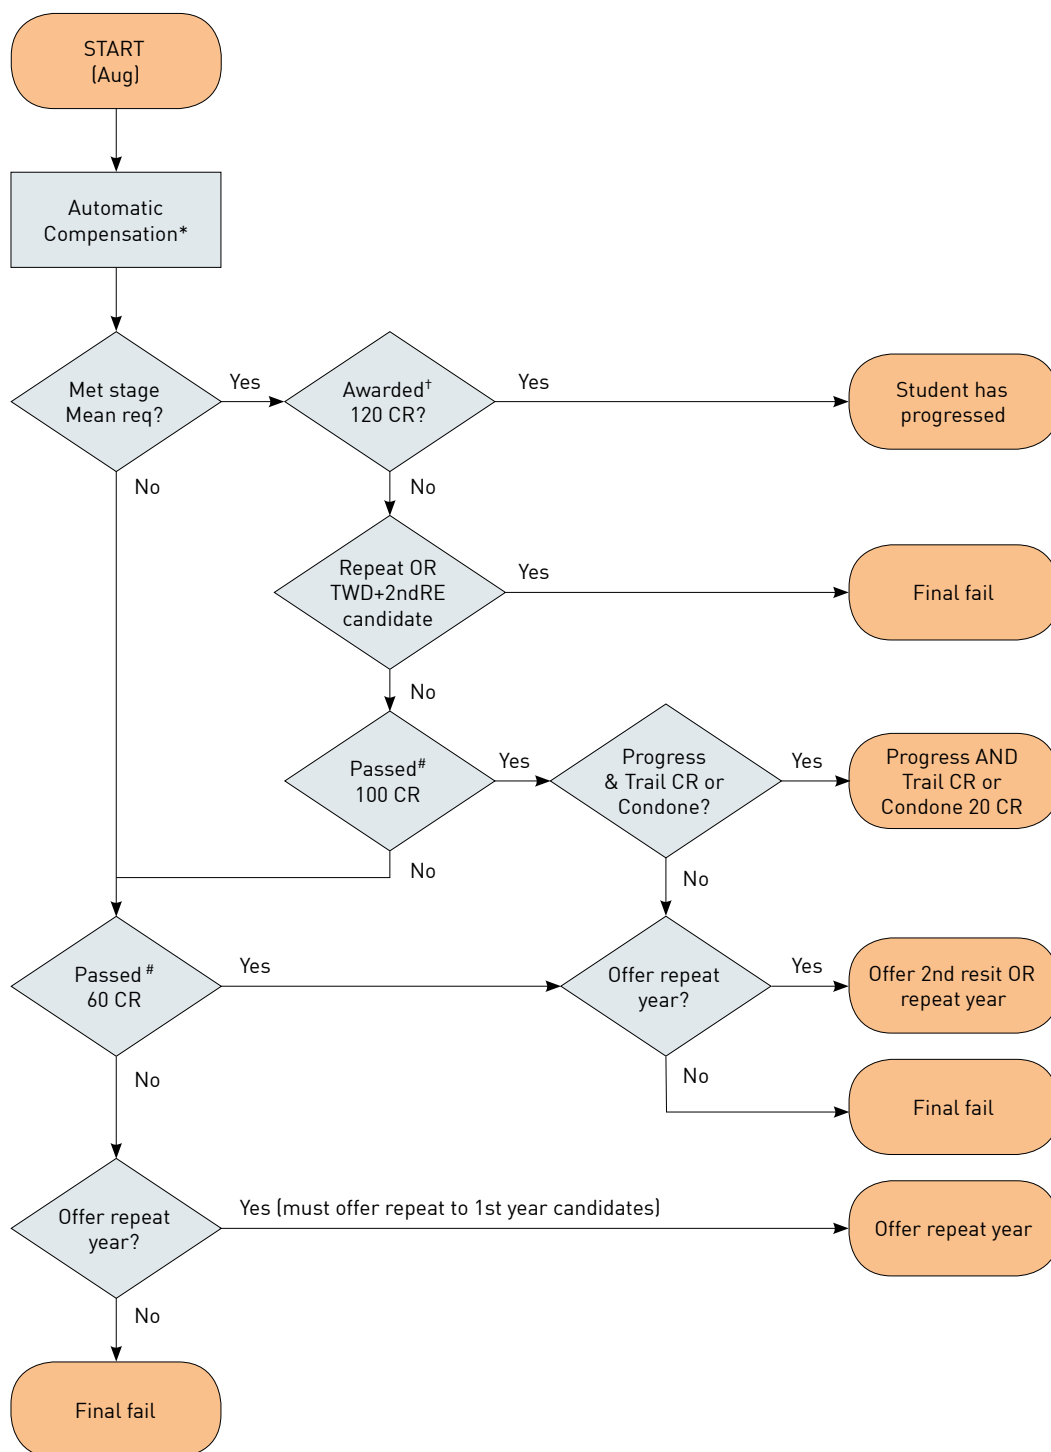 START
(Aug)
Automatic
Compensation*
Met stage
Mean req?
Yes
No
Awarded†
120 CR?
Yes
No
Student has
progressed
Repeat OR
TWD+2ndRE
candidate
Yes
No
Final fail
Passed#
100 CR
Yes
No
Progress
& Trail CR or
Condone?
Yes
No
Progress AND
Trail CR or
Condone 20 CR
Passed #
60 CR
Yes
No
Offer repeat
year?
Yes
No
Offer 2nd resit OR
repeat year
Final fail
Offer repeat
year?
Yes (must offer repeat to 1st year candidates)
No
Offer repeat year
Final fail